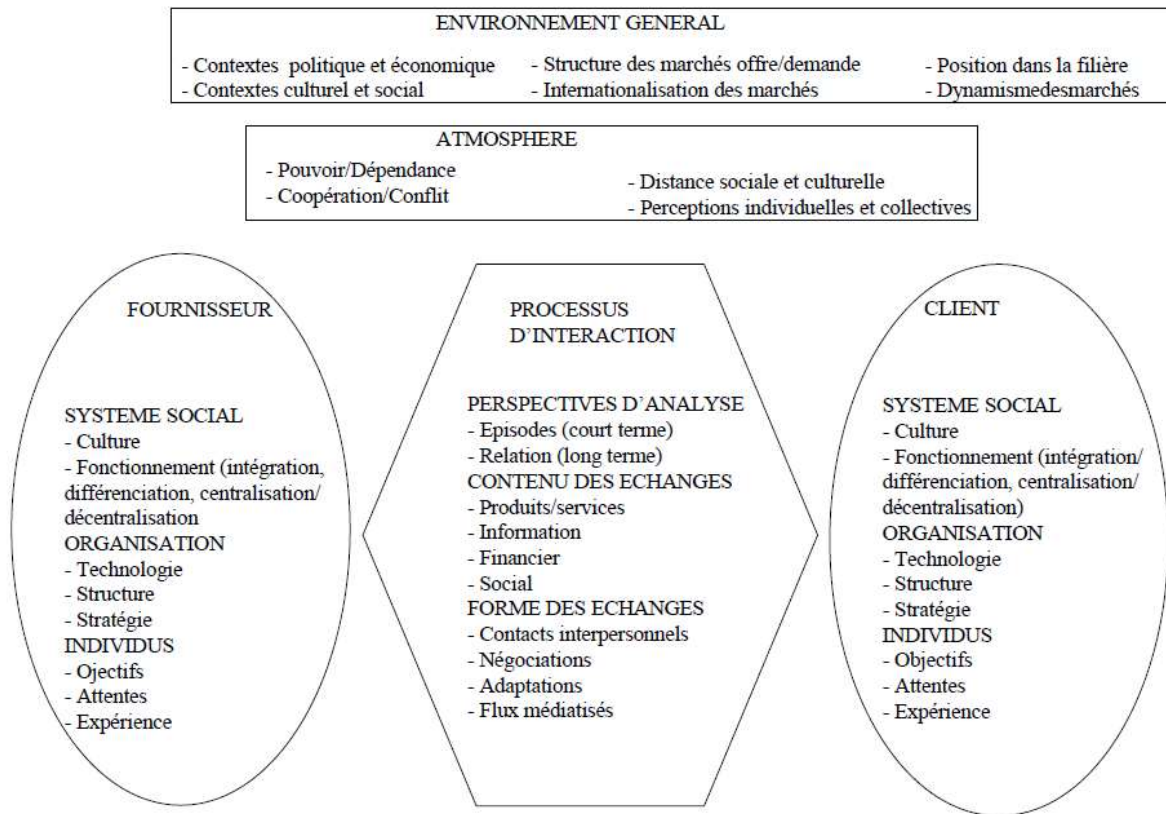 ENVIRONNEMENT GENERAL
- Contextes politique et économique
- Contextes culturel et social
- Structure des marchés offre/demande
- Internationalisation des marchés
- Position dans la filière
- Dynamismedesmarchés
ATMOSPHERE
- Pouvoir/Dépendance
- Coopération/Conflit
- Distance sociale et culturelle
- Perceptions individuelles et collectives
FOURNISSEUR
SYSTEME SOCIAL
- Culture
- Fonctionnement (intégration,
différenciation, centralisation/
décentralisation
ORGANISATION
- Technologie
- Structure
- Stratégie
INDIVIDUS
- Ojectifs
- Attentes
- Expérience
PROCESSUS
D'INTERACTION
PERSPECTIVES D'ANALYSE
- Episodes (court terme)
- Relation (long terme)
CONTENU DES ECHANGES
- Produits/services
- Information
- Financier
- Social
FORME DES ECHANGES
- Contacts interpersonnels
- Négociations
- Adaptations
- Flux médiatisés
CLIENT
SYSTEME SOCIAL
- Culture
- Fonctionnement (intégration/
différenciation, centralisation/
décentralisation)
ORGANISATION
- Technologie
- Structure
- Stratégie
INDIVIDUS
- Objectifs
- Attentes
- Expérience